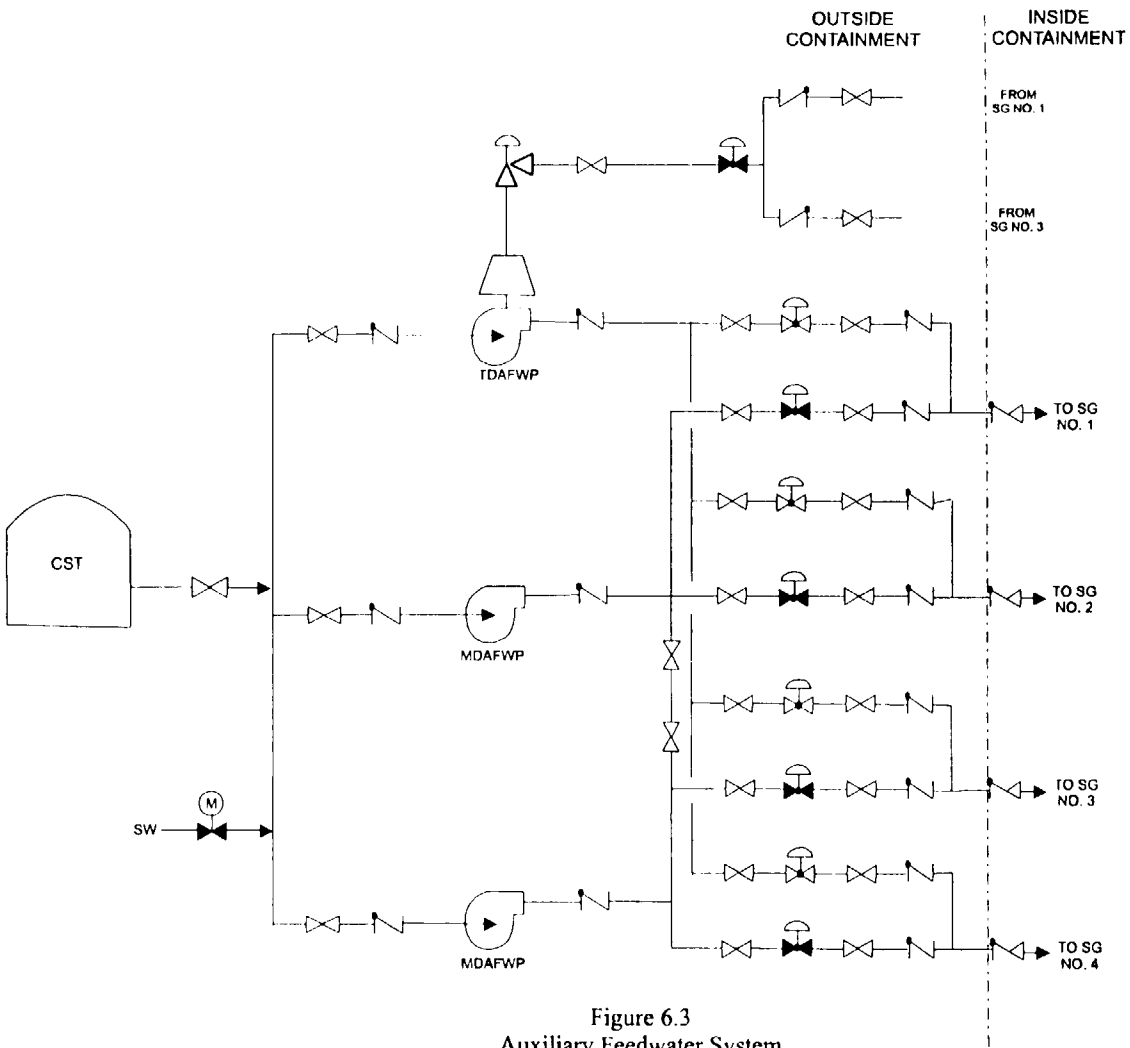 OUTSIDE
CONTAINMENT
INSIDE
CONTAINMENT
FROM
SG NO. 1
FROM
SG NO. 3
TDAFWP
TO SG
NO. 1
CST
TO SG
NO. 2
MDAFWP
TO SG
NO. 3
M
SW
MDAFWP
TO SG
NO. 4
Figure 6.3
Auxiliary Feedwater System